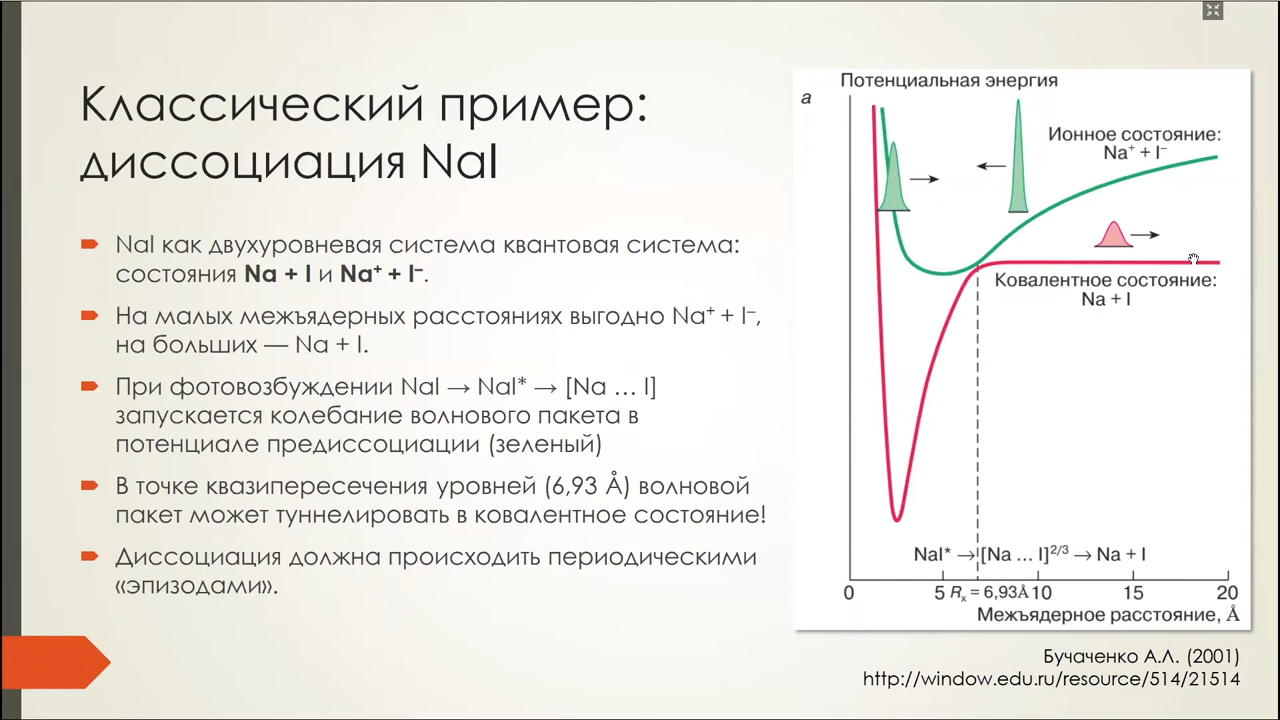 Классический пример:
диссоциация NaI
NaI как двухуровневая система квантовая система:
состояния Na + I и Na⁺ + I⁻.
На малых межъядерных расстояниях выгодно Na⁺ + I⁻,
на больших — Na + I.
При фотовозбуждении NaI → NaI* → [Na … I]
запускается колебание волнового пакета в
потенциале предиссоциации (зеленый)
В точке квазипересечения уровней (6,93 Å) волновой
пакет может туннелировать в ковалентное состояние!
Диссоциация должна происходить периодическими
«эпизодами».
Потенциальная энергия
а
Ионное состояние:
Na⁺ + I⁻
Ковалентное состояние:
Na + I
NaI* → [Na … I]²ᐟ³ → Na + I
0 5 Rₓ = 6,93Å 10 15 20
Межъядерное расстояние, Å
Бучаченко А.Л. (2001)
http://window.edu.ru/resource/514/21514